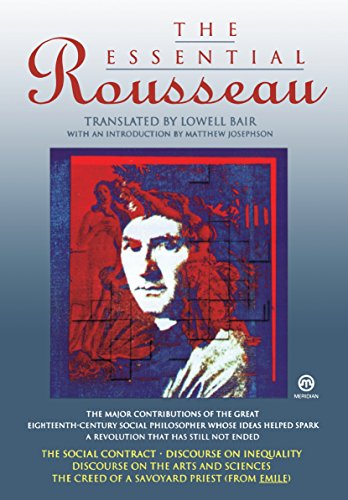 THE
ESSENTIAL
Rousseau
TRANSLATED BY LOWELL BAIR
WITH AN INTRODUCTION BY MATTHEW JOSEPHSON
MERIDIAN
THE MAJOR CONTRIBUTIONS OF THE GREAT
EIGHTEENTH-CENTURY SOCIAL PHILOSOPHER WHOSE IDEAS HELPED SPARK
A REVOLUTION THAT HAS STILL NOT ENDED
THE SOCIAL CONTRACT · DISCOURSE ON INEQUALITY
DISCOURSE ON THE ARTS AND SCIENCES
THE CREED OF A SAVOYARD PRIEST (FROM EMILE)